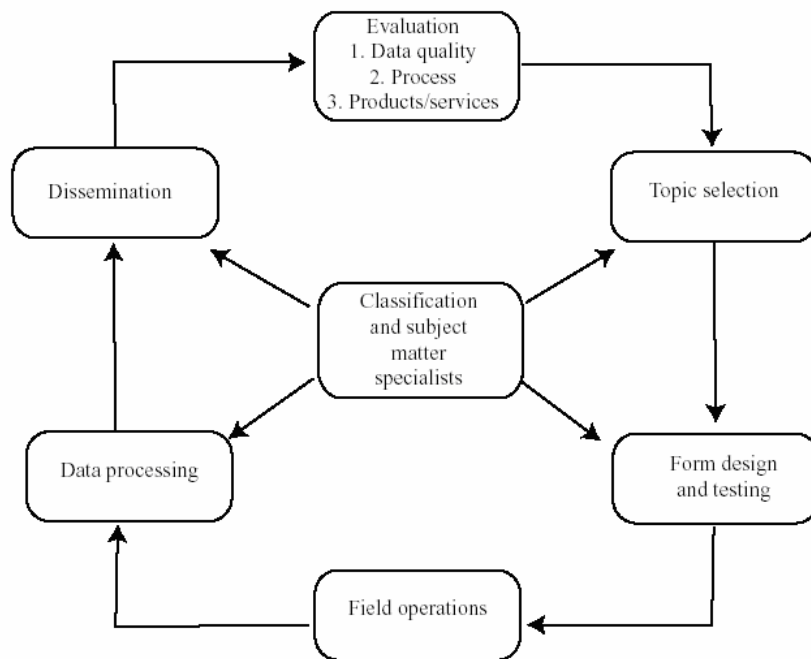 Evaluation
1. Data quality
2. Process
3. Products/services
Dissemination
Topic selection
Classification
and subject
matter
specialists
Data processing
Form design
and testing
Field operations